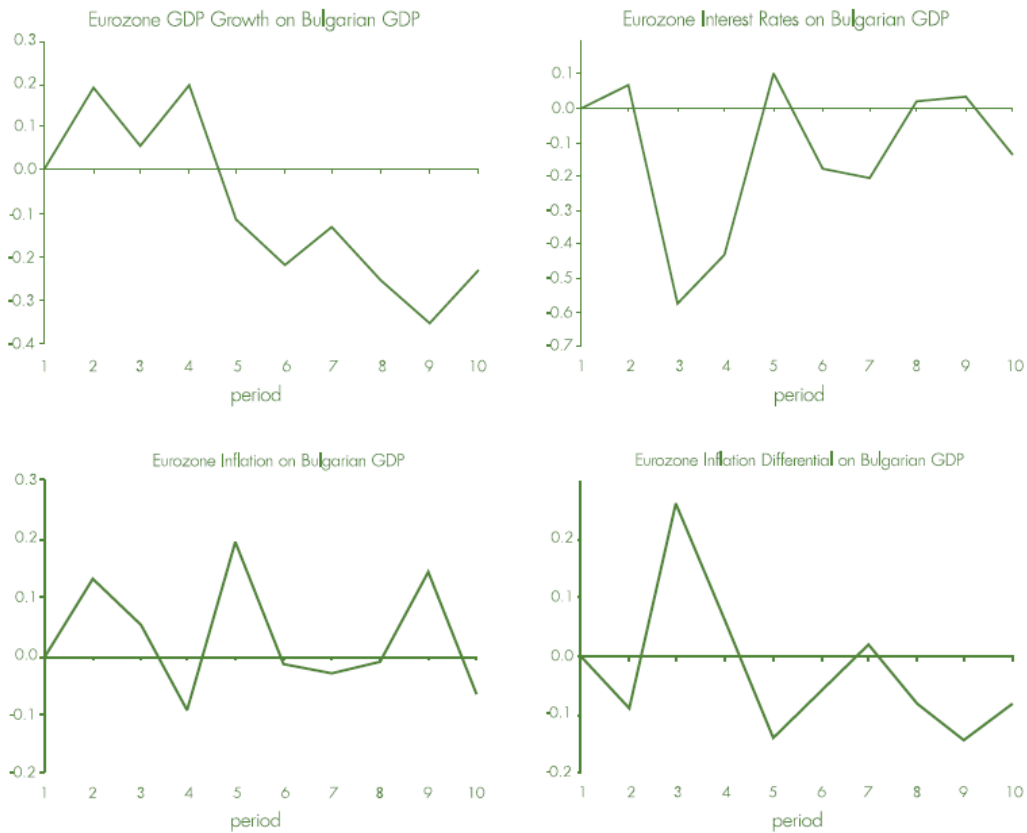 Eurozone GDP Growth on Bulgarian GDP
0.3
0.2
0.1
0.0
-0.1
-0.2
-0.3
-0.4
1 2 3 4 5 6 7 8 9 10
period
Eurozone Interest Rates on Bulgarian GDP
0.1
0.0
-0.1
-0.2
-0.3
-0.4
-0.5
-0.6
-0.7
1 2 3 4 5 6 7 8 9 10
period
Eurozone Inflation on Bulgarian GDP
0.3
0.2
0.1
0.0
-0.1
-0.2
1 2 3 4 5 6 7 8 9 10
period
Eurozone Inflation Differential on Bulgarian GDP
0.2
0.1
0.0
-0.1
-0.2
1 2 3 4 5 6 7 8 9 10
period